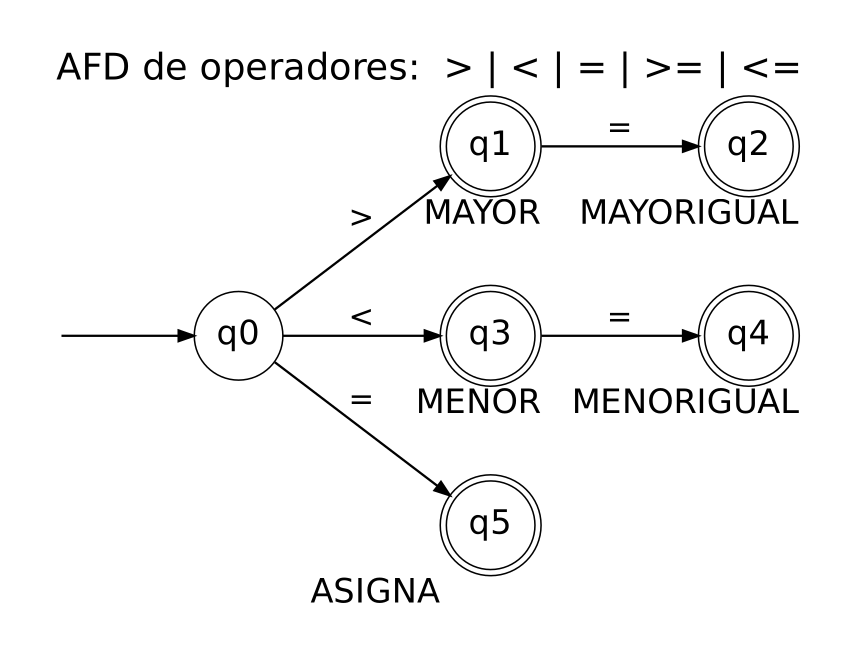 AFD de operadores: > | < | = | >= | <=
q1 = q2
> MAYOR MAYORIGUAL
q0 < q3 = q4
= MENOR MENORIGUAL
q5
ASIGNA